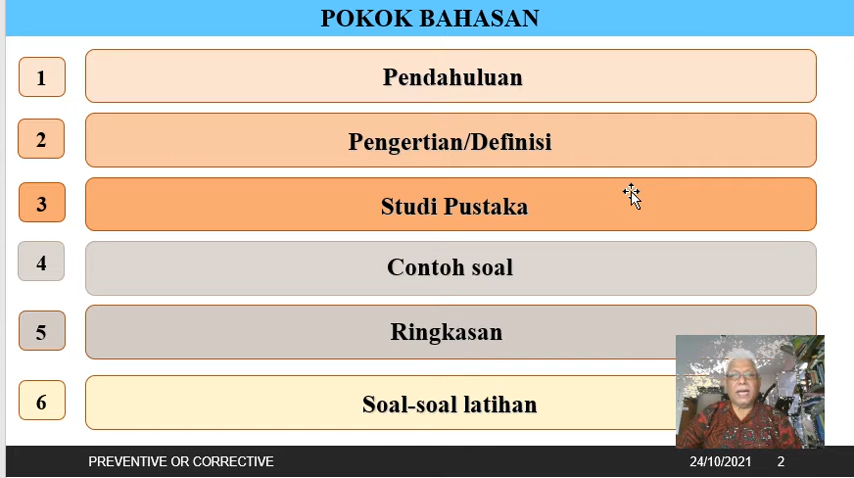 POKOK BAHASAN
1 Pendahuluan
2 Pengertian/Definisi
3 Studi Pustaka
4 Contoh soal
5 Ringkasan
6 Soal-soal latihan
PREVENTIVE OR CORRECTIVE 24/10/2021 2